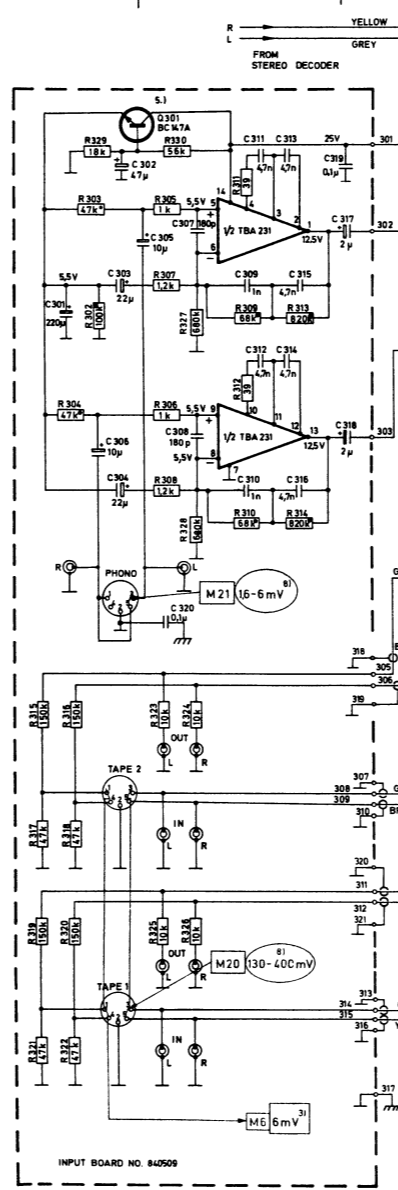 R YELLOW
L GREY
FROM
STEREO DECODER
5.)
Q301
BC147A
R329
18k
R330
56k
C302
47µ
C311
4,7n
C313
4,7n
25V
301
C319
0,1µ
R311
39
14
4
3
2
R303
47k*
R305
1k
5,5V
5
+
C307
180p
1/2 TBA 231
1
12,5V
C317
2µ
302
C305
10µ
6
−
5,5V
C303
22µ
R307
1,2k
C309
1n
C315
4,7n
C301
220µ
R302
100k
R327
680k
R309
68k*
R313
820k
C312
4,7n
C314
4,7n
R312
39
R304
47k*
R306
1k
5,5V
9
+
10
11
12
C308
180p
1/2 TBA 231
13
12,5V
C318
2µ
303
C306
10µ
5,5V
8
−
7
C304
22µ
R308
1,2k
C310
1n
C316
4,7n
R328
680k
R310
68k*
R314
820k
R
PHONO
L
M21
1,6-6mV 8)
C320
0,1µ
318
305
306
319
R315
150k
R316
150k
R323
10k
R324
10k
OUT
L
R
TAPE 2
307
308
309
310
R317
47k
R318
47k
IN
L
R
320
311
312
321
R319
150k
R320
150k
R325
10k
R326
10k
OUT
L
R
M20
130-400mV 8)
TAPE 1
313
314
315
316
R321
47k
R322
47k
IN
L
R
317
M6
6mV 3)
INPUT BOARD NO. 840509